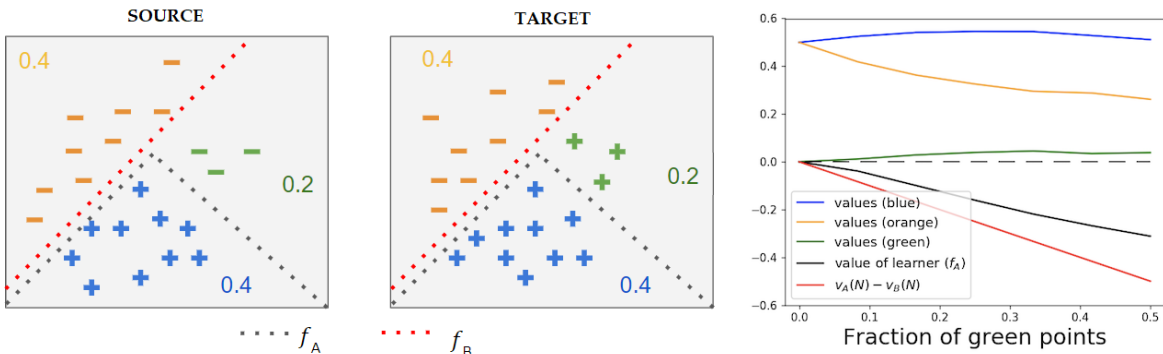 SOURCE
0.4
0.2
0.4
f_A
TARGET
0.4
0.2
0.4
f_B
0.6
0.4
0.2
0.0
-0.2
-0.4
-0.6
values (blue)
values (orange)
values (green)
value of learner (f_A)
v_A(N) − v_B(N)
0.0 0.1 0.2 0.3 0.4 0.5
Fraction of green points